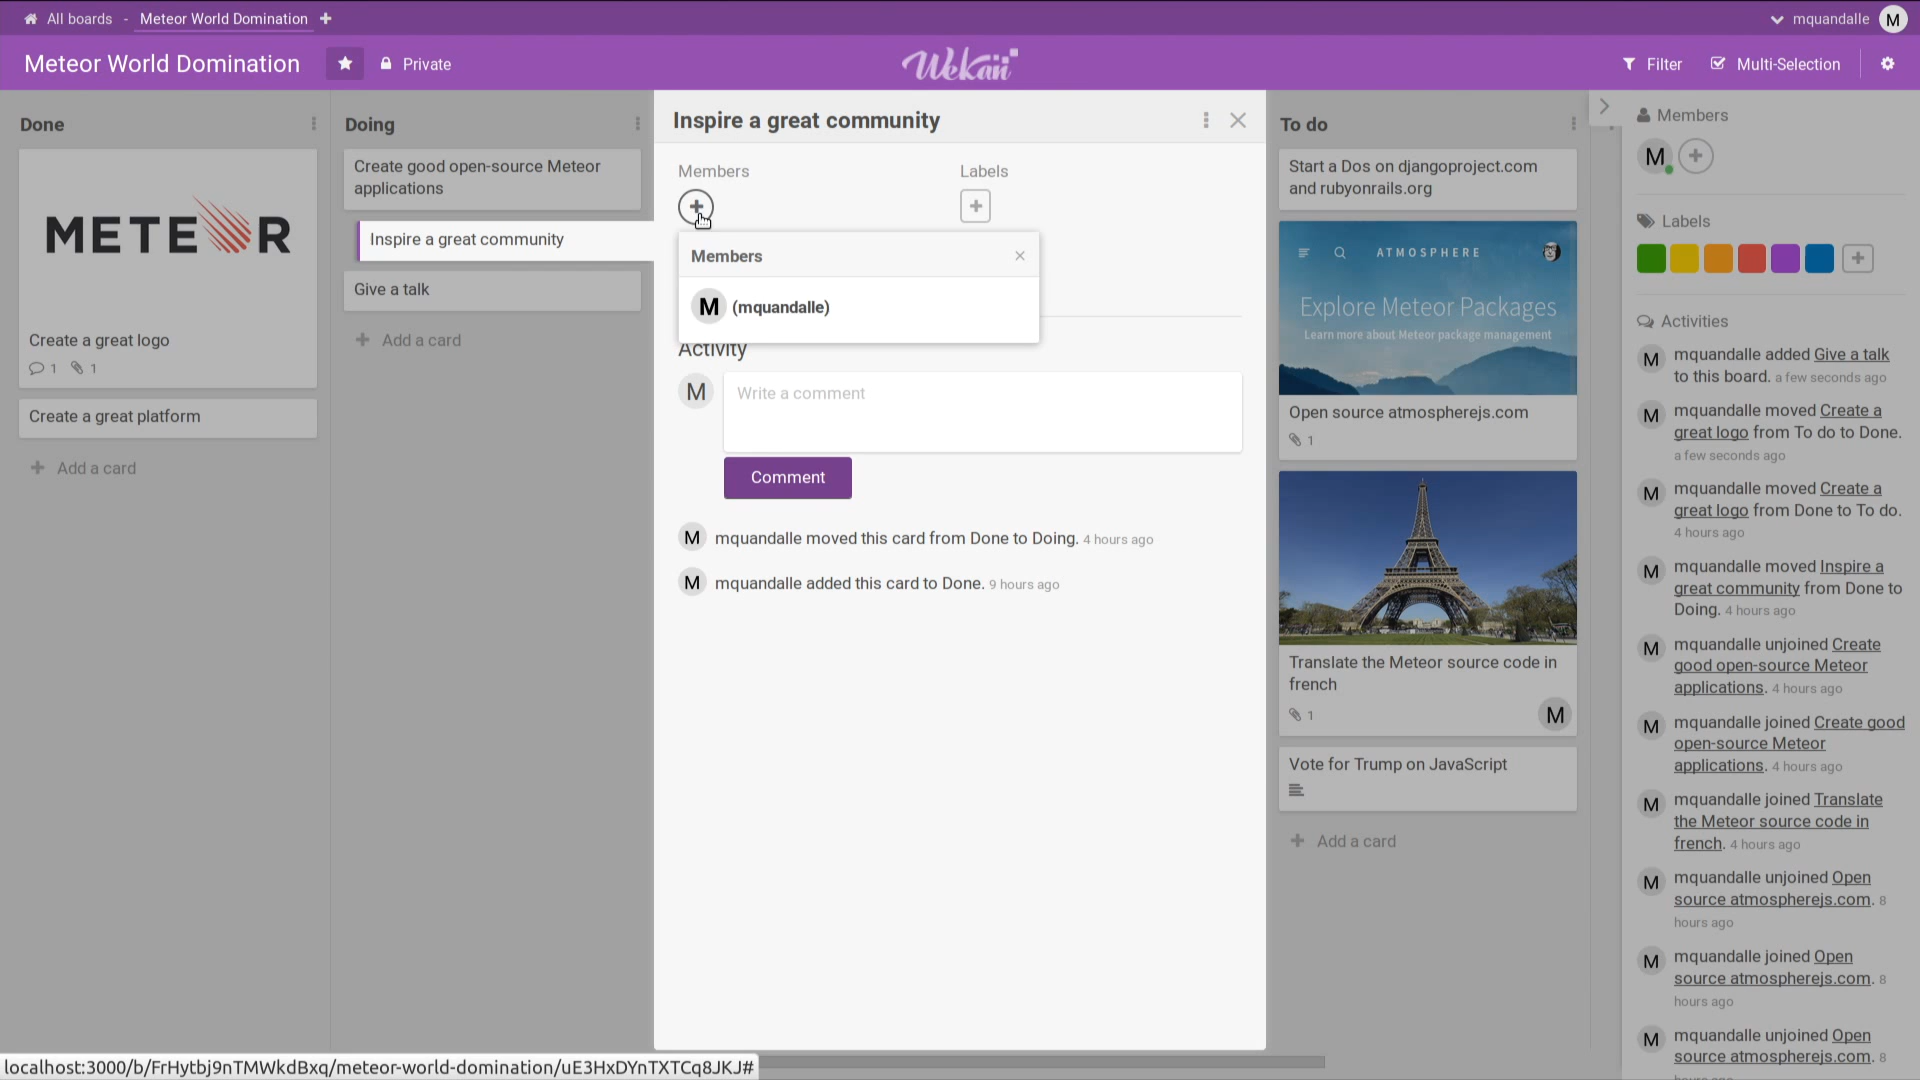 All boards - Meteor World Domination
mquandalle M
Meteor World Domination
Private
Wekan
Filter
Multi-Selection
Done
METEOR
Create a great logo
1 1
Create a great platform
Add a card
Doing
Create good open-source Meteor
applications
Inspire a great community
Give a talk
Add a card
Inspire a great community
Members
Labels
Members
M (mquandalle)
Activity
M
Write a comment
Comment
M mquandalle moved this card from Done to Doing. 4 hours ago
M mquandalle added this card to Done. 9 hours ago
To do
Start a Dos on djangoproject.com
and rubyonrails.org
ATMOSPHERE
Explore Meteor Packages
Learn more about Meteor package management
Open source atmospherejs.com
1
Translate the Meteor source code in
french
1
M
Vote for Trump on JavaScript
Add a card
Members
M
Labels
Activities
M mquandalle added Give a talk
to this board. a few seconds ago
M mquandalle moved Create a
great logo from To do to Done.
a few seconds ago
M mquandalle moved Create a
great logo from Done to To do.
4 hours ago
M mquandalle moved Inspire a
great community from Done to
Doing. 4 hours ago
M mquandalle unjoined Create
good open-source Meteor
applications. 4 hours ago
M mquandalle joined Create good
open-source Meteor
applications. 4 hours ago
M mquandalle joined Translate
the Meteor source code in
french. 4 hours ago
M mquandalle unjoined Open
source atmospherejs.com. 8
hours ago
M mquandalle joined Open
source atmospherejs.com. 8
hours ago
M mquandalle unjoined Open
source atmospherejs.com. 8
localhost:3000/b/FrHytbj9nTMWkdBxq/meteor-world-domination/uE3HxDYnTXTCq8JKJ#